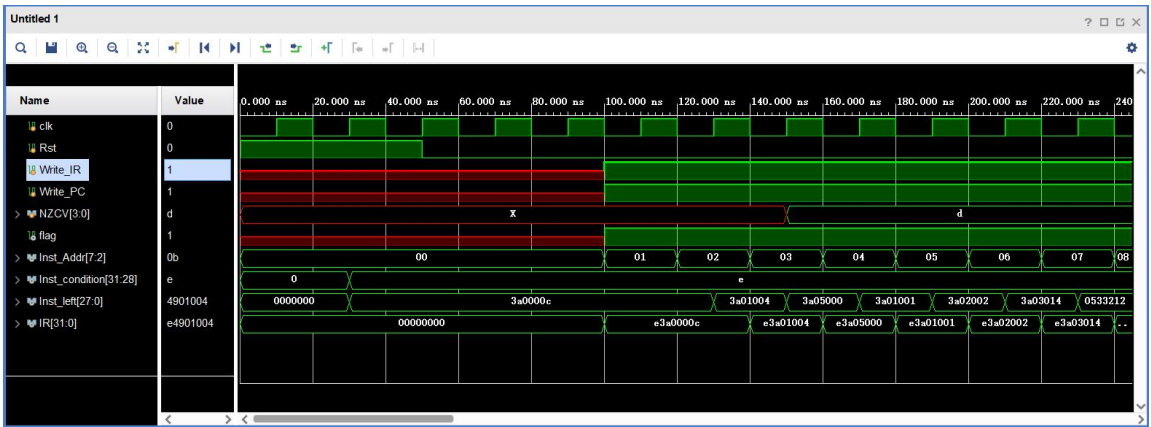 Untitled 1
? □ X
Name Value 0.000 ns 20.000 ns 40.000 ns 60.000 ns 80.000 ns 100.000 ns 120.000 ns 140.000 ns 160.000 ns 180.000 ns 200.000 ns 220.000 ns 240
clk 0
Rst 0
Write_IR 1
Write_PC 1
> NZCV[3:0] d X d
flag 1
> Inst_Addr[7:2] 0b 00 01 02 03 04 05 06 07 08
> Inst_condition[31:28] e 0 e
> Inst_left[27:0] 4901004 0000000 3a0000c 3a01004 3a05000 3a01001 3a02002 3a03014 0533212
> IR[31:0] e4901004 00000000 e3a0000c e3a01004 e3a05000 e3a01001 e3a02002 e3a03014 ..